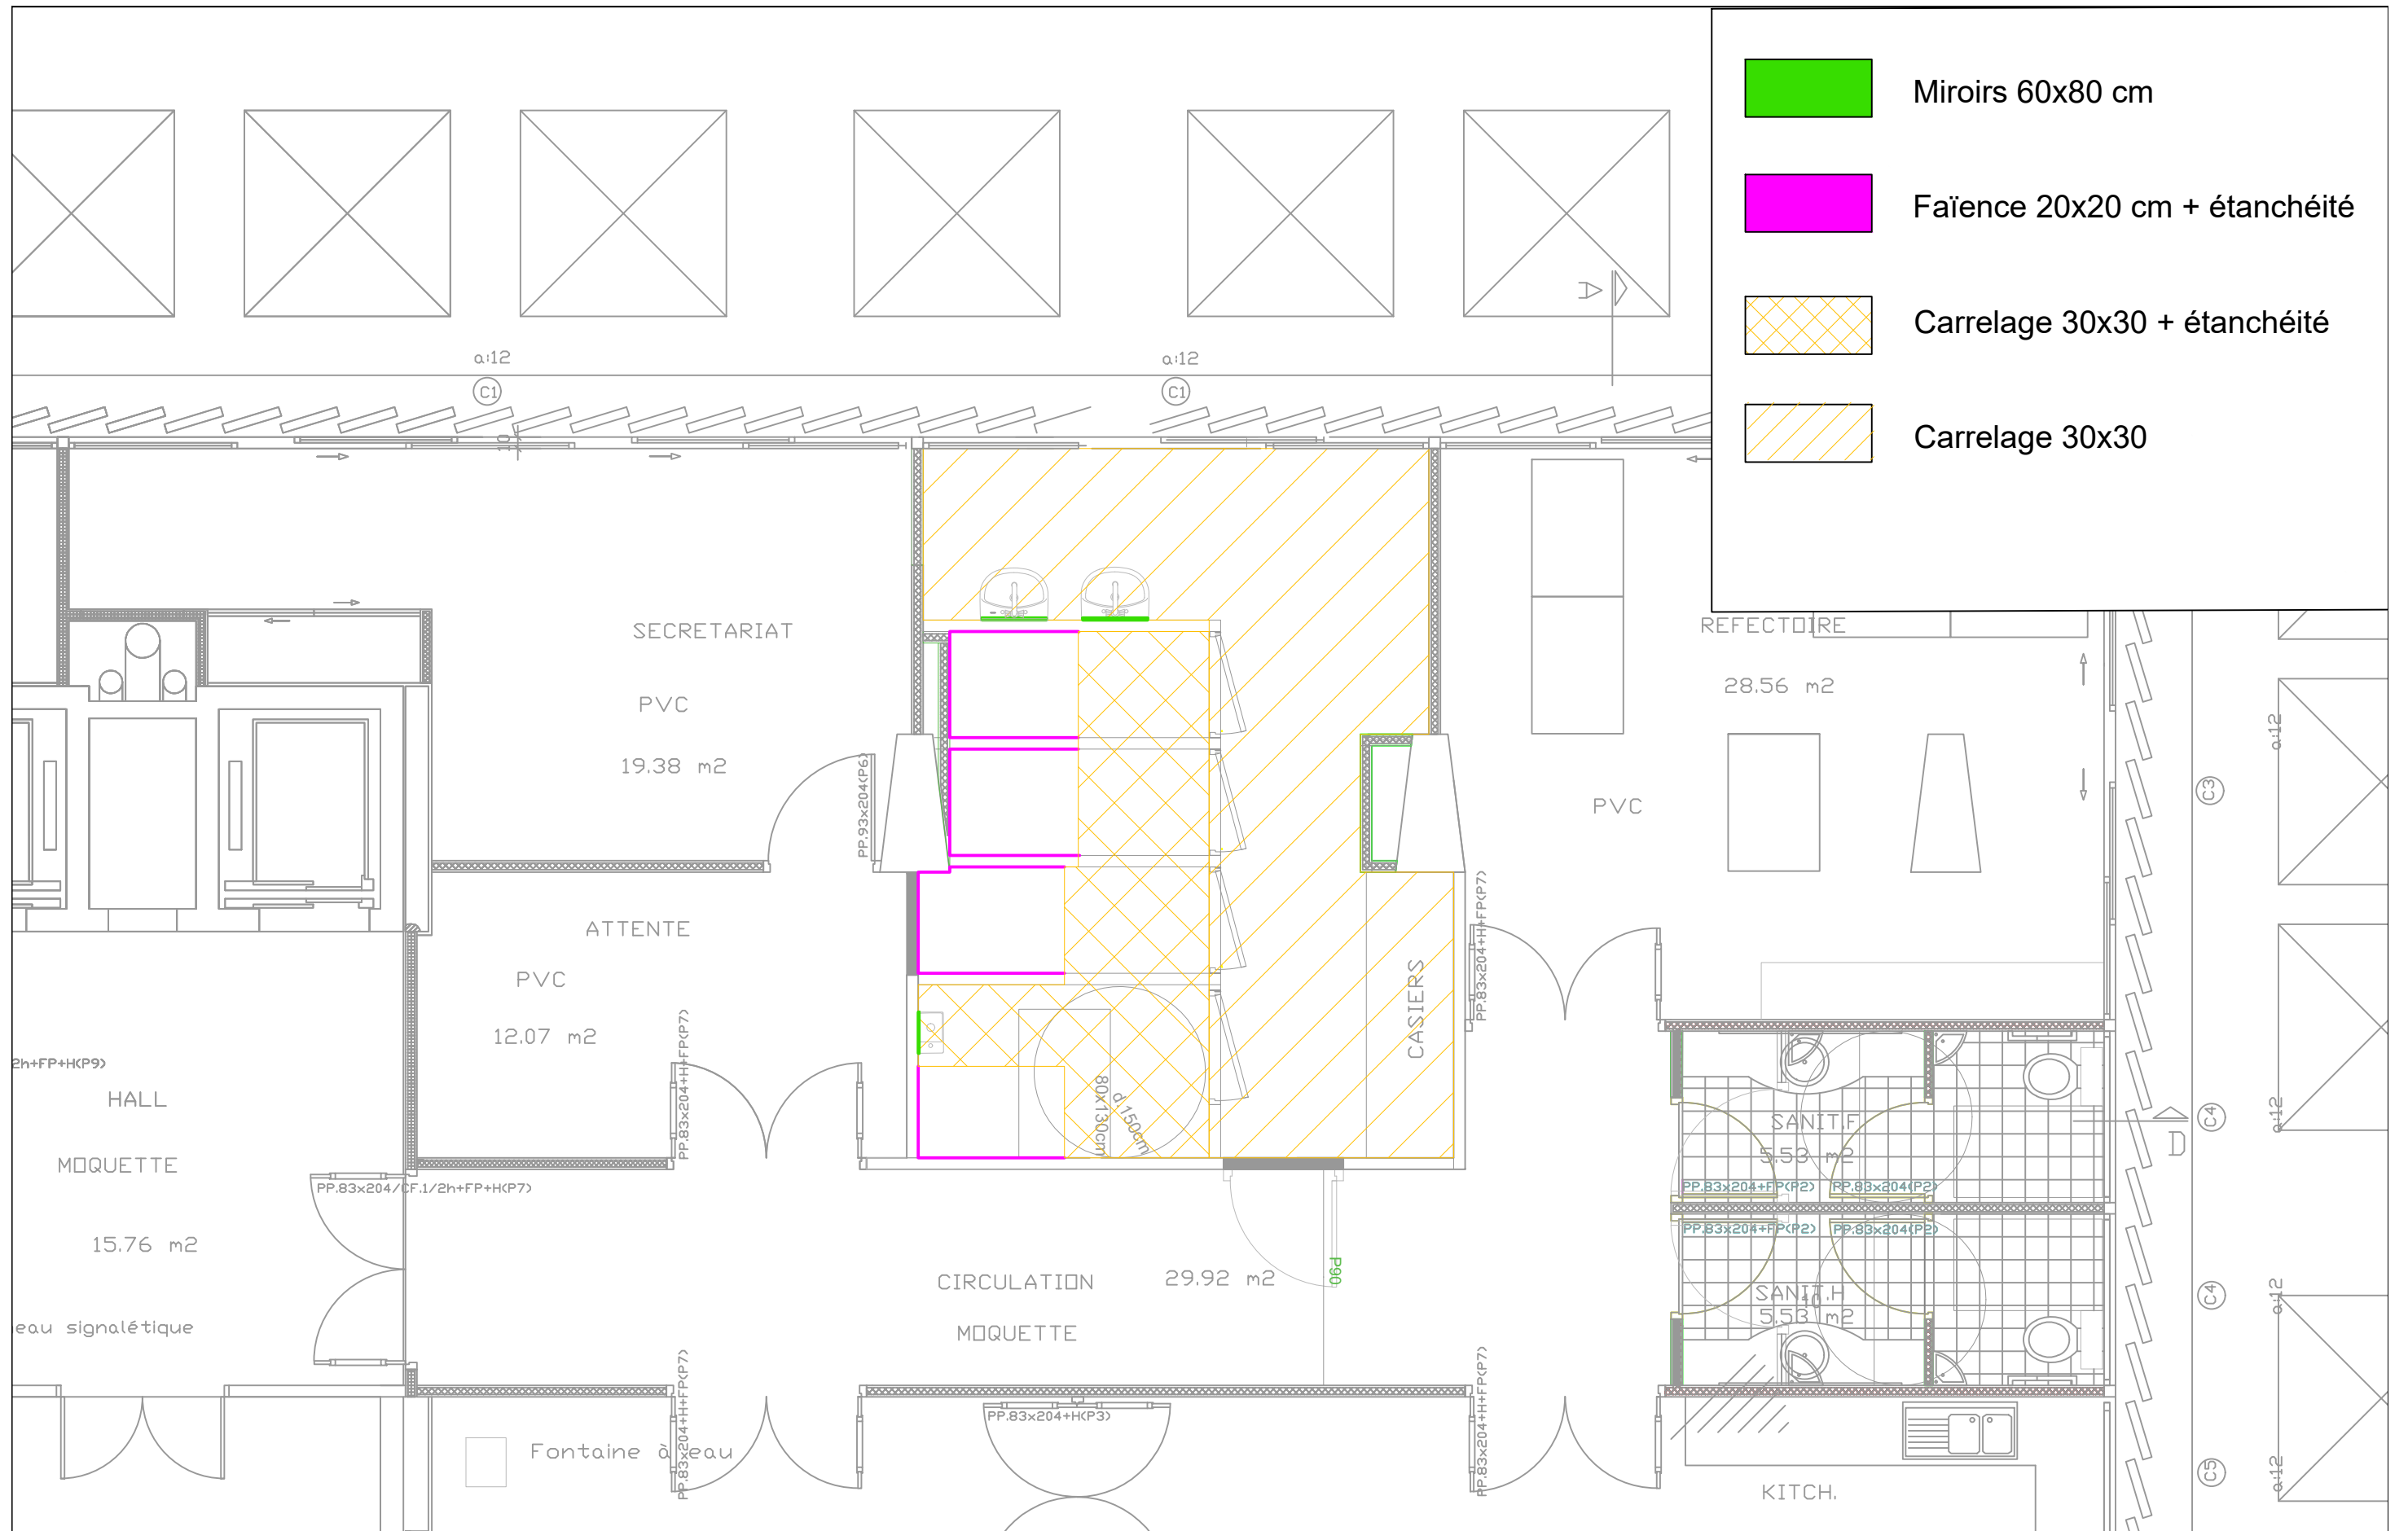 Miroirs 60x80 cm
Faïence 20x20 cm + étanchéité
Carrelage 30x30 + étanchéité
Carrelage 30x30
A
a:12
a:12
C1
C1
10
SECRETARIAT
PVC
19.38 m2
PP.93x204(P6)
REFECTOIRE
28.56 m2
PVC
a:12
C3
ATTENTE
PVC
12.07 m2
PP.83x204+H+FP(P7)
PP.83x204+H+FP(P7)
CASIERS
80x130cm
d 150cm
2h+FP+H(P9)
HALL
MOQUETTE
15.76 m2
PP.83x204/CF.1/2h+FP+H(P7)
eau signalétique
SANIT.F
5.53 m2
PP.83x204+FP(P2)
PP.83x204(P2)
PP.83x204+FP(P2)
PP.83x204(P2)
SANIT.H
5.53 m2
C4
a:12
D
C4
a:12
CIRCULATION
29.92 m2
MOQUETTE
P90
PP.83x204+H+FP(P7)
PP.83x204+H+FP(P7)
PP.83x204+H(P3)
Fontaine à eau
KITCH.
C5
a:12